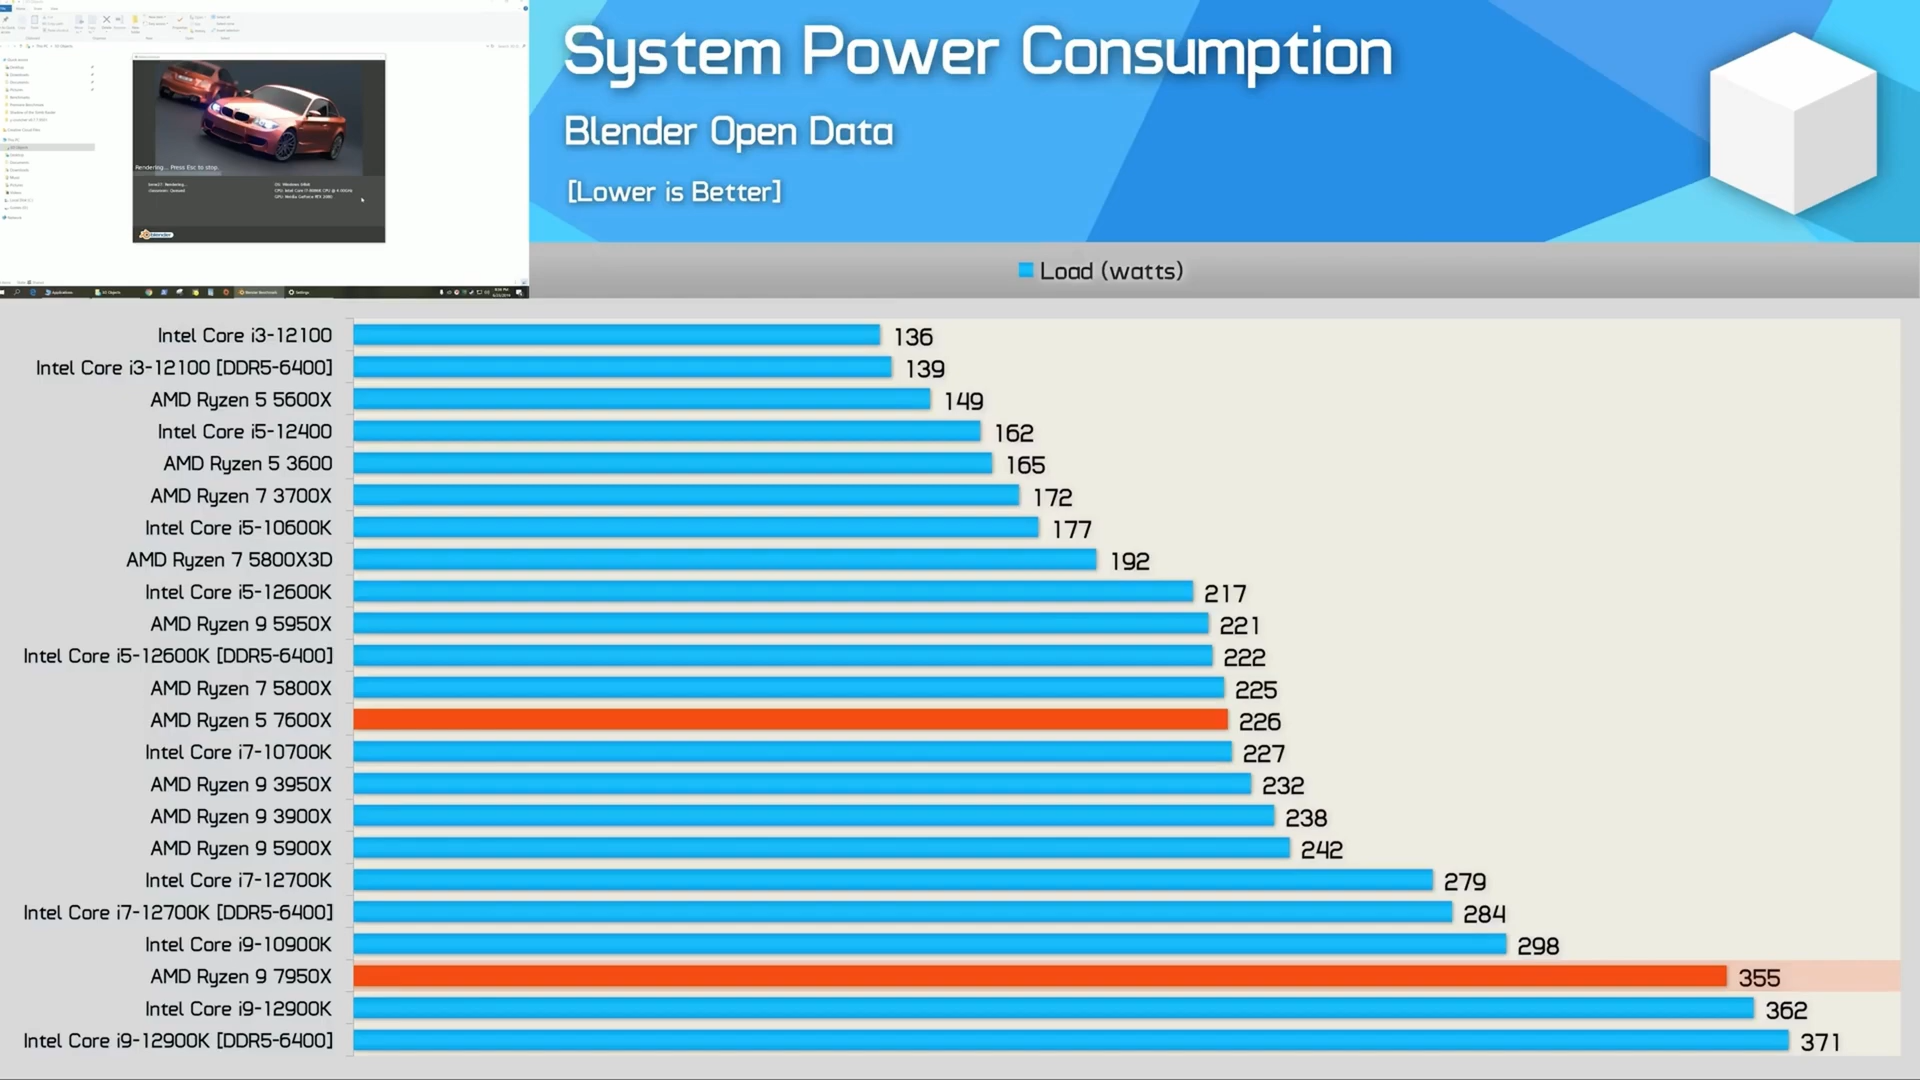 System Power Consumption
Blender Open Data
[Lower is Better]
Rendering... Press Esc to stop.
blender
Load (watts)
Intel Core i3-12100 136
Intel Core i3-12100 [DDR5-6400] 139
AMD Ryzen 5 5600X 149
Intel Core i5-12400 162
AMD Ryzen 5 3600 165
AMD Ryzen 7 3700X 172
Intel Core i5-10600K 177
AMD Ryzen 7 5800X3D 192
Intel Core i5-12600K 217
AMD Ryzen 9 5950X 221
Intel Core i5-12600K [DDR5-6400] 222
AMD Ryzen 7 5800X 225
AMD Ryzen 5 7600X 226
Intel Core i7-10700K 227
AMD Ryzen 9 3950X 232
AMD Ryzen 9 3900X 238
AMD Ryzen 9 5900X 242
Intel Core i7-12700K 279
Intel Core i7-12700K [DDR5-6400] 284
Intel Core i9-10900K 298
AMD Ryzen 9 7950X 355
Intel Core i9-12900K 362
Intel Core i9-12900K [DDR5-6400] 371